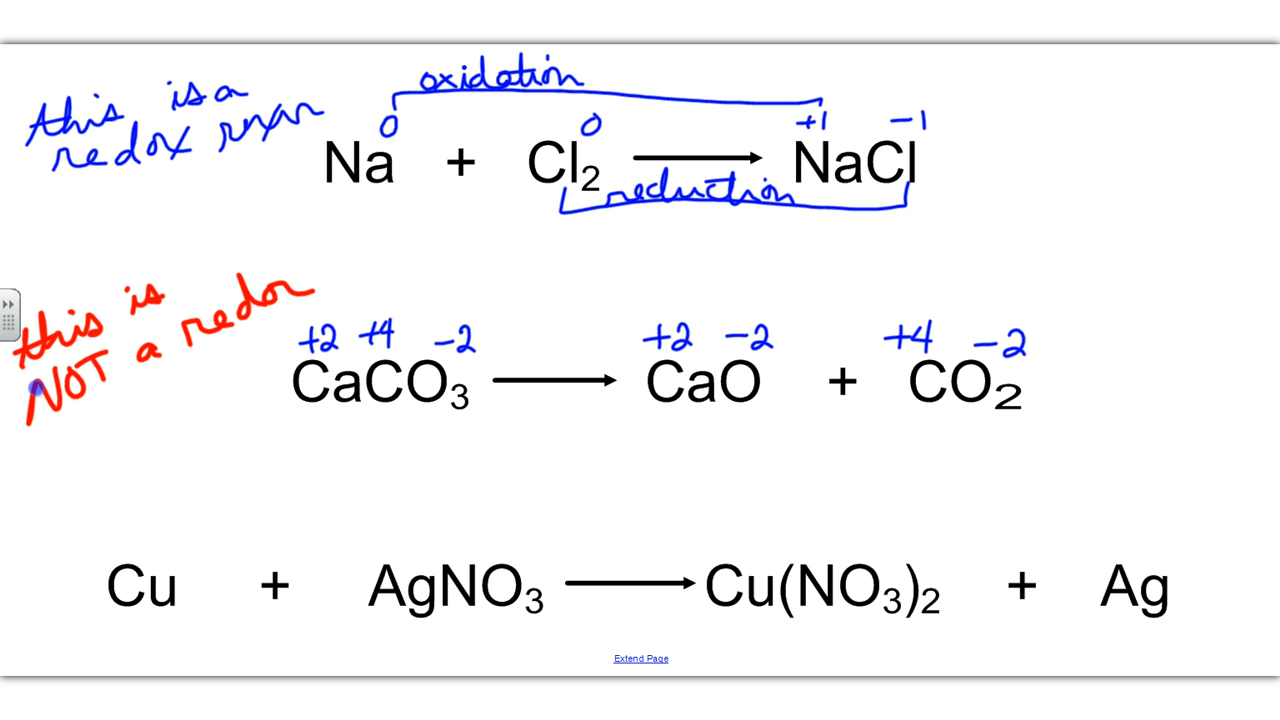 oxidation
this is a
redox rxn
0 0 +1 -1
Na + Cl₂ → NaCl
reduction
this is
NOT a redox
+2 +4 -2 +2 -2 +4 -2
CaCO₃ → CaO + CO₂
Cu + AgNO₃ → Cu(NO₃)₂ + Ag
Extend Page